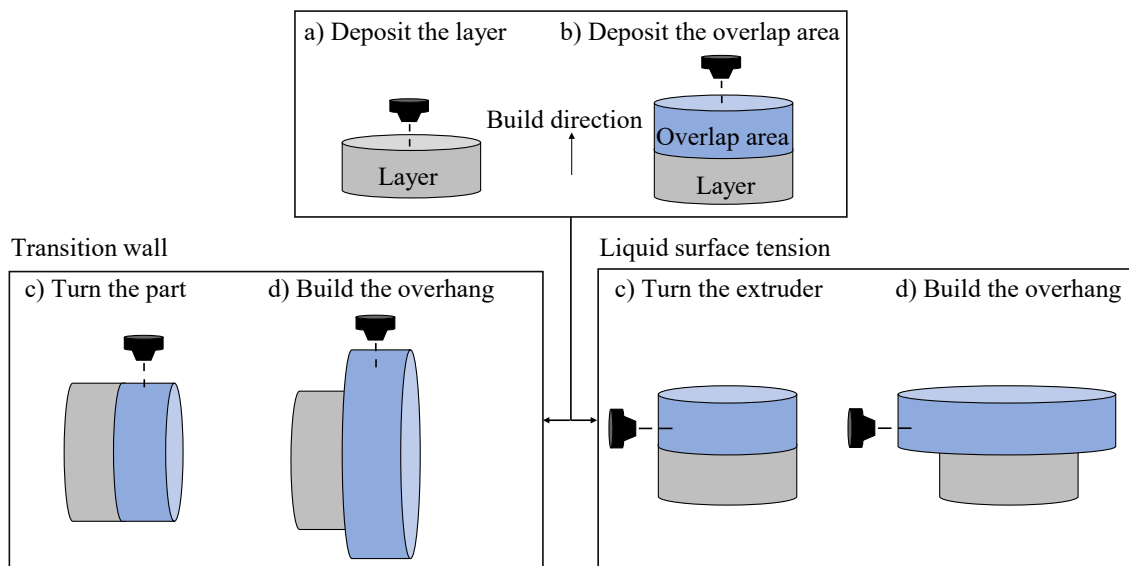 a) Deposit the layer
b) Deposit the overlap area
Build direction
Layer
Overlap area
Layer
Transition wall
c) Turn the part
d) Build the overhang
Liquid surface tension
c) Turn the extruder
d) Build the overhang